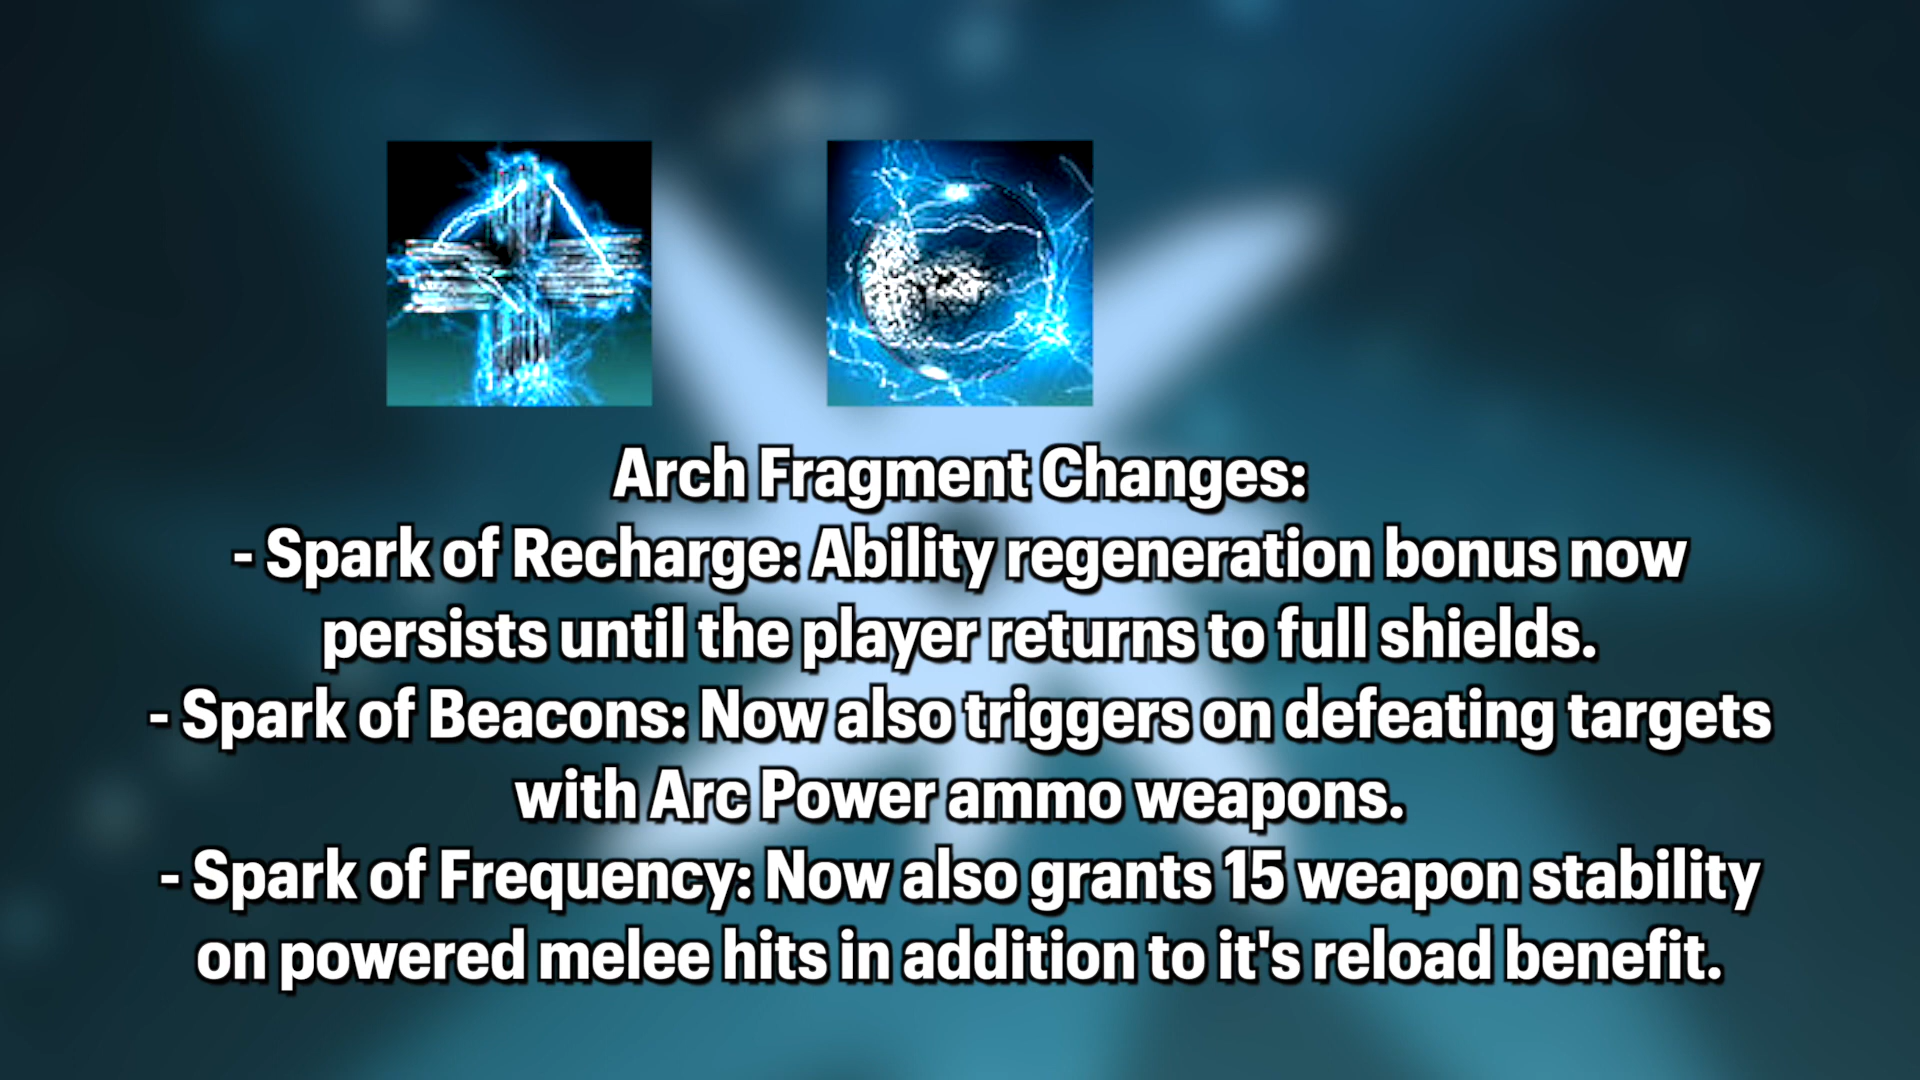 Arch Fragment Changes:
- Spark of Recharge: Ability regeneration bonus now
persists until the player returns to full shields.
- Spark of Beacons: Now also triggers on defeating targets
with Arc Power ammo weapons.
- Spark of Frequency: Now also grants 15 weapon stability
on powered melee hits in addition to it's reload benefit.